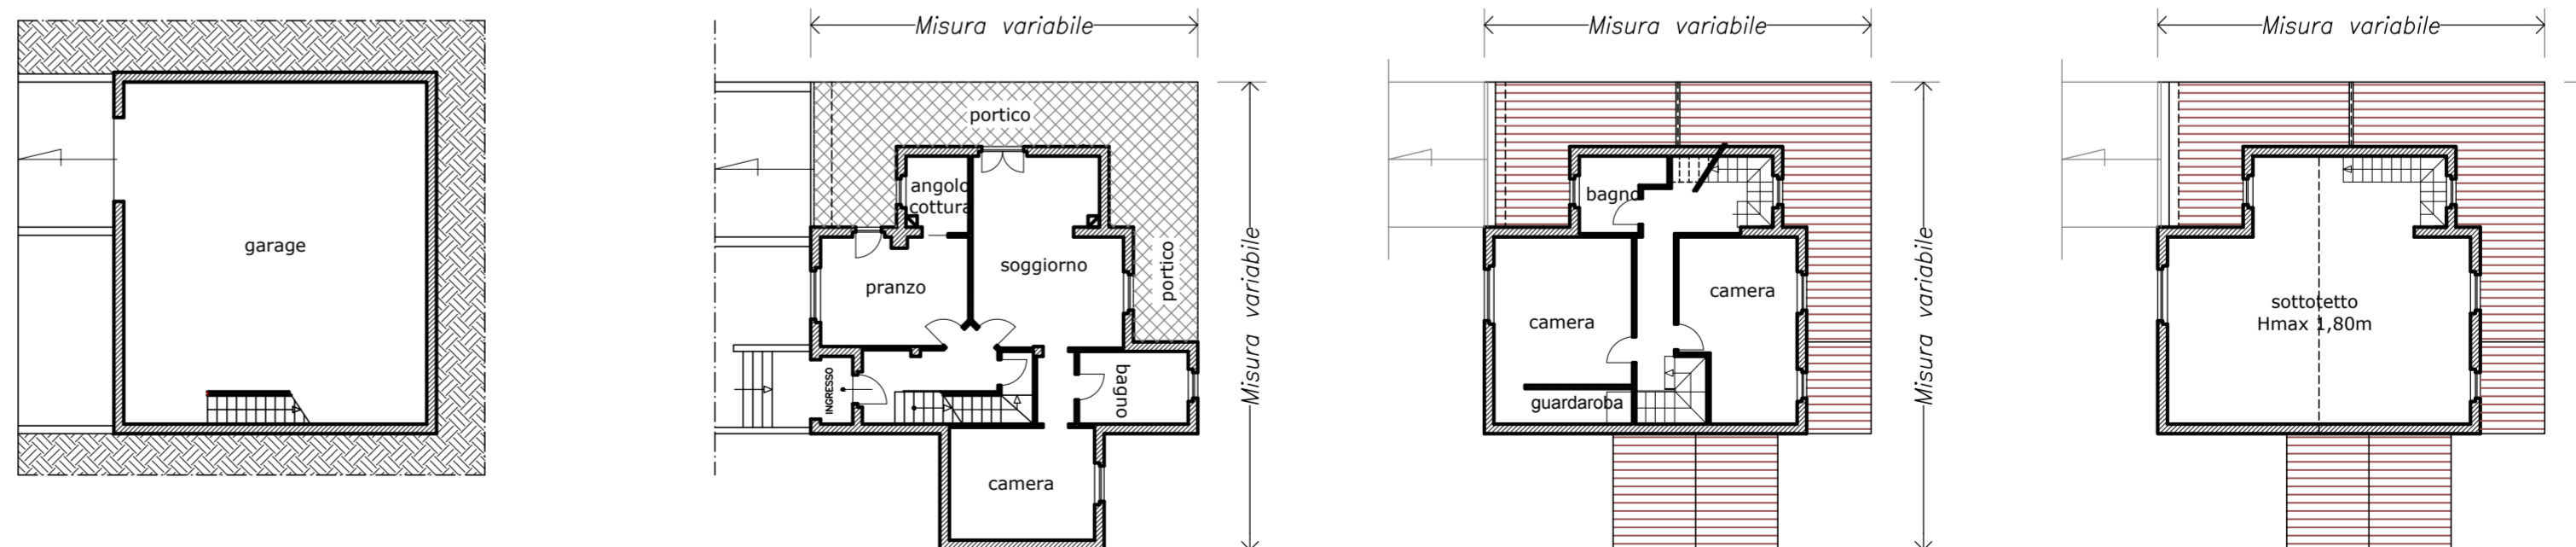 garage
Misura variabile
portico
angolo
cottura
soggiorno
pranzo
portico
INGRESSO
bagno
camera
Misura variabile
Misura variabile
bagno
camera
camera
guardaroba
Misura variabile
Misura variabile
sottotetto
Hmax 1,80m